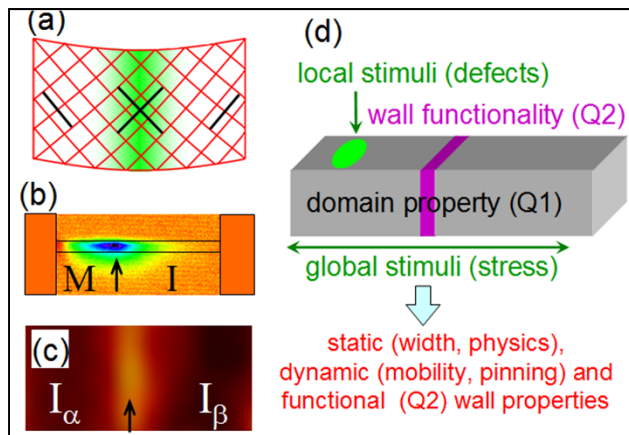 (a)
(b)
M I
(c)
Iα Iβ
(d)
local stimuli (defects)
wall functionality (Q2)
domain property (Q1)
global stimuli (stress)
static (width, physics),
dynamic (mobility, pinning) and
functional (Q2) wall properties